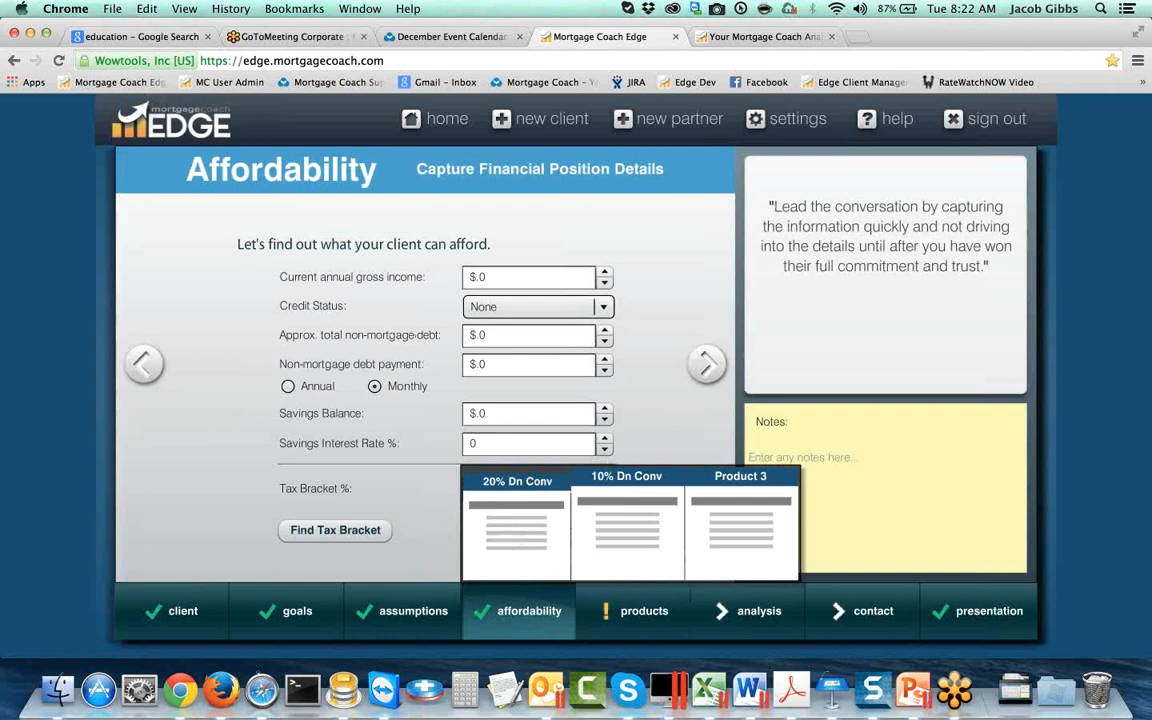 Chrome File Edit View History Bookmarks Window Help 87% Tue 8:22 AM Jacob Gibbs
education - Google Search
GoToMeeting Corporate :
December Event Calendar
Mortgage Coach Edge
Your Mortgage Coach Ana
Wowtools, Inc [US] https://edge.mortgagecoach.com
Apps Mortgage Coach Edg MC User Admin Mortgage Coach Sup Gmail - Inbox Mortgage Coach - Yo JIRA Edge Dev Facebook Edge Client Manage RateWatchNOW Video »
mortgagecoach
EDGE
home new client new partner settings help sign out
Affordability
Capture Financial Position Details
Let's find out what your client can afford.
Current annual gross income: $.0
Credit Status: None
Approx. total non-mortgage debt: $.0
Non-mortgage debt payment: $.0
Annual Monthly
Savings Balance: $.0
Savings Interest Rate %: 0
Tax Bracket %:
Find Tax Bracket
20% Dn Conv 10% Dn Conv Product 3
"Lead the conversation by capturing
the information quickly and not driving
into the details until after you have won
their full commitment and trust."
Notes:
Enter any notes here...
client goals assumptions affordability products analysis contact presentation